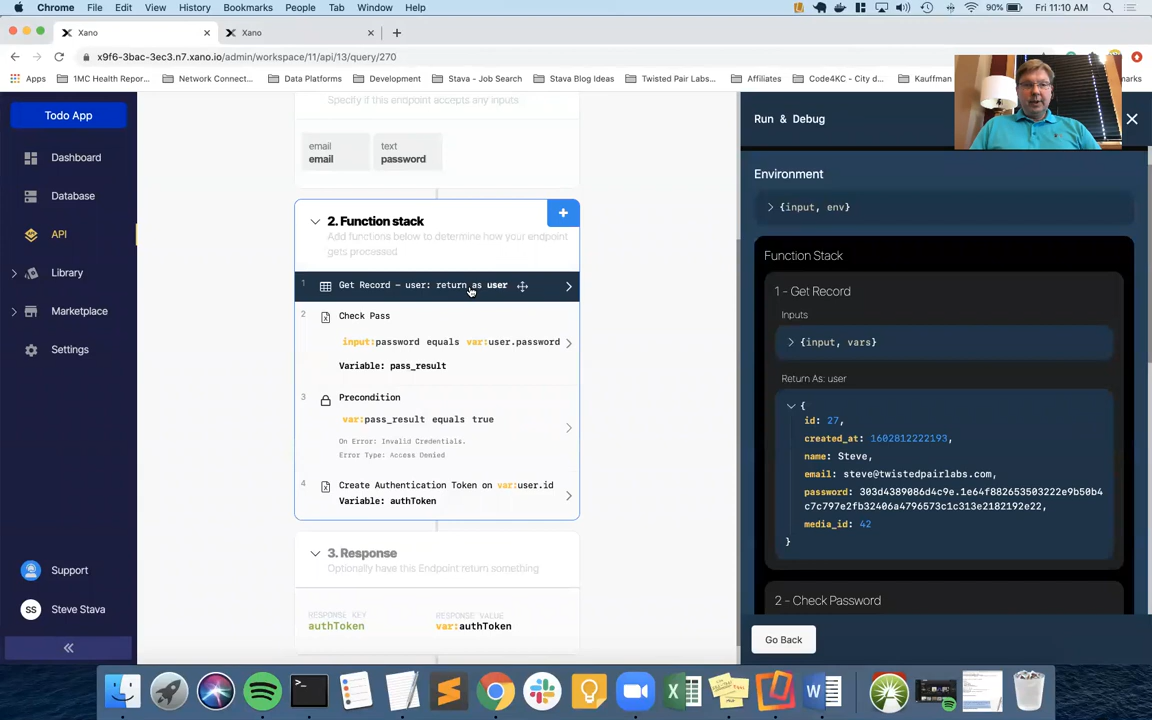 Chrome File Edit View History Bookmarks People Tab Window Help 90% Fri 11:10 AM
Xano Xano
x9f6-3bac-3ec3.n7.xano.io/admin/workspace/11/api/13/query/270
Apps 1MC Health Repor... Network Connect... Data Platforms Development Stava - Job Search Stava Blog Ideas Twisted Pair Labs... Affiliates Code4KC - City d... Kauffman
Todo App
Dashboard
Database
API
Library
Marketplace
Settings
Support
SS Steve Stava
Specify if this endpoint accepts any inputs
email text
email password
2. Function stack
Add functions below to determine how your endpoint
gets processed
1 Get Record – user: return as user
2 Check Pass
input:password equals var:user.password
Variable: pass_result
3 Precondition
var:pass_result equals true
On Error: Invalid Credentials.
Error Type: Access Denied
4 Create Authentication Token on var:user.id
Variable: authToken
3. Response
Optionally have this Endpoint return something
RESPONSE KEY RESPONSE VALUE
authToken var:authToken
Run & Debug
Environment
{input, env}
Function Stack
1 - Get Record
Inputs
{input, vars}
Return As: user
{
id: 27,
created_at: 1602812222193,
name: Steve,
email: steve@twistedpairlabs.com,
password: 303d4389086d4c9e.1e64f882653503222e9b50b4
c7c797e2fb32406a4796573c1c313e2182192e22,
media_id: 42
}
2 - Check Password
Go Back